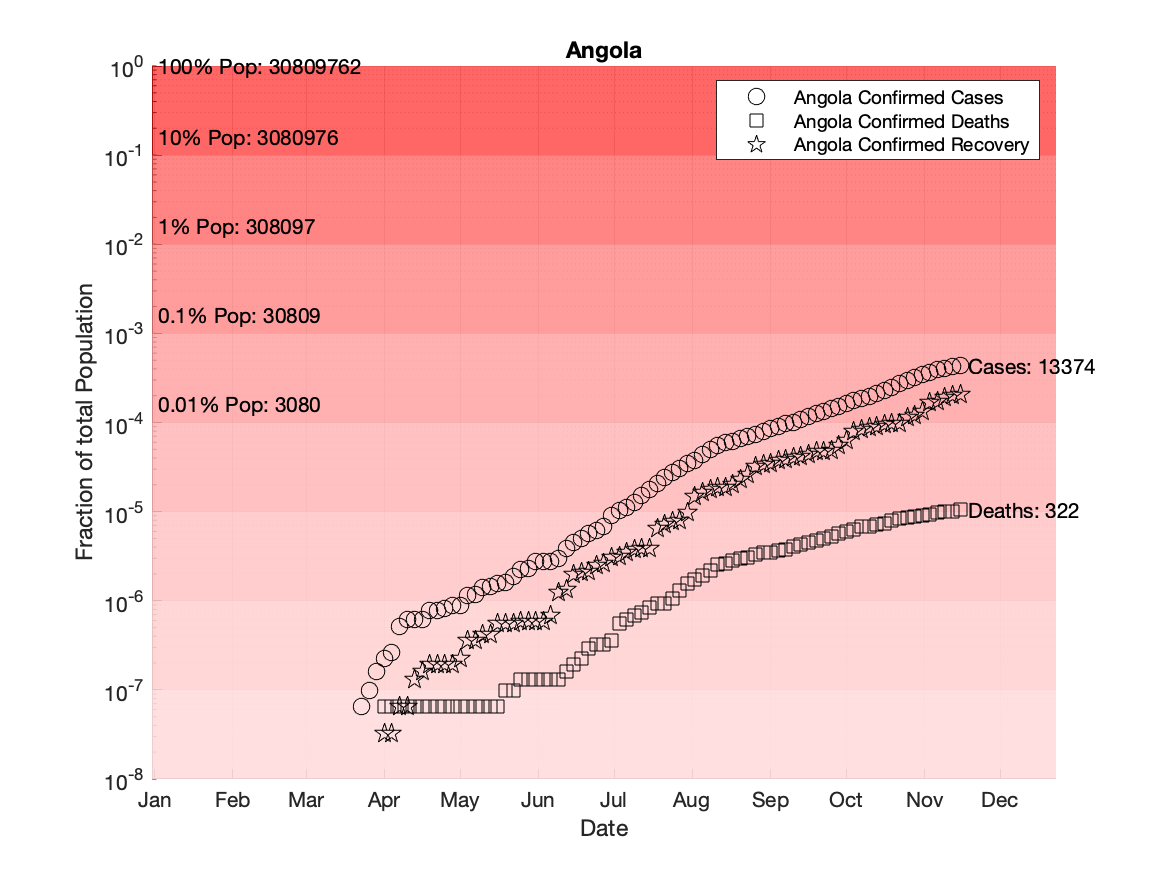 Angola
10^0
100% Pop: 30809762
Angola Confirmed Cases
Angola Confirmed Deaths
Angola Confirmed Recovery
10% Pop: 3080976
10^-1
1% Pop: 308097
10^-2
0.1% Pop: 30809
10^-3
Cases: 13374
0.01% Pop: 3080
10^-4
10^-5
Deaths: 322
10^-6
10^-7
10^-8
Fraction of total Population
Jan Feb Mar Apr May Jun Jul Aug Sep Oct Nov Dec
Date